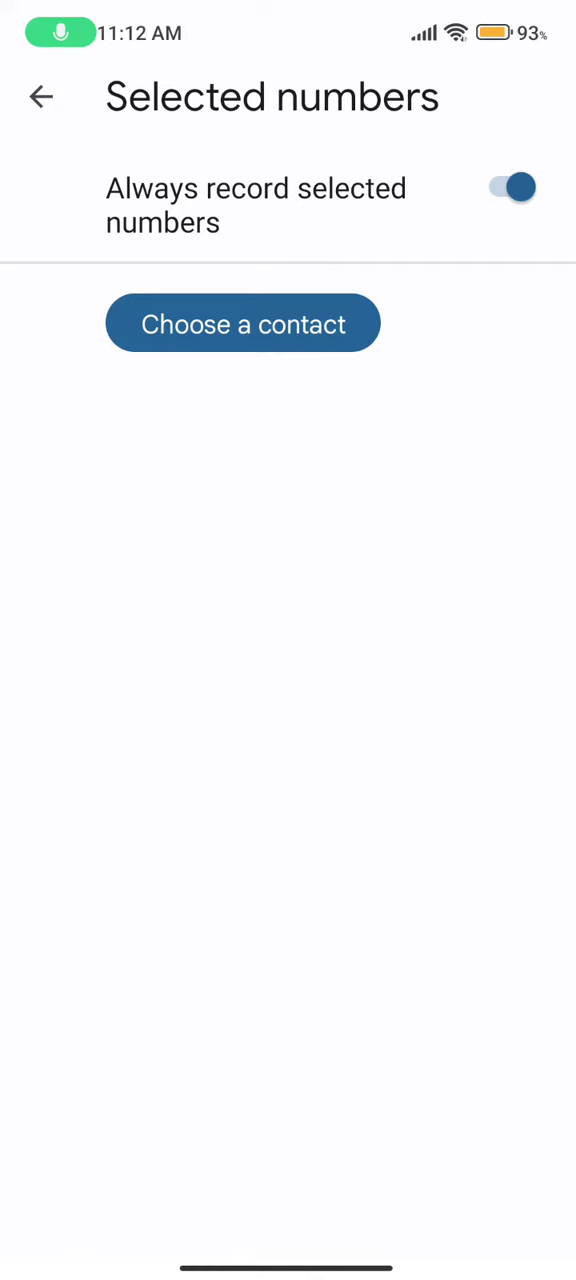 11:12 AM 93%
Selected numbers
Always record selected
numbers
Choose a contact